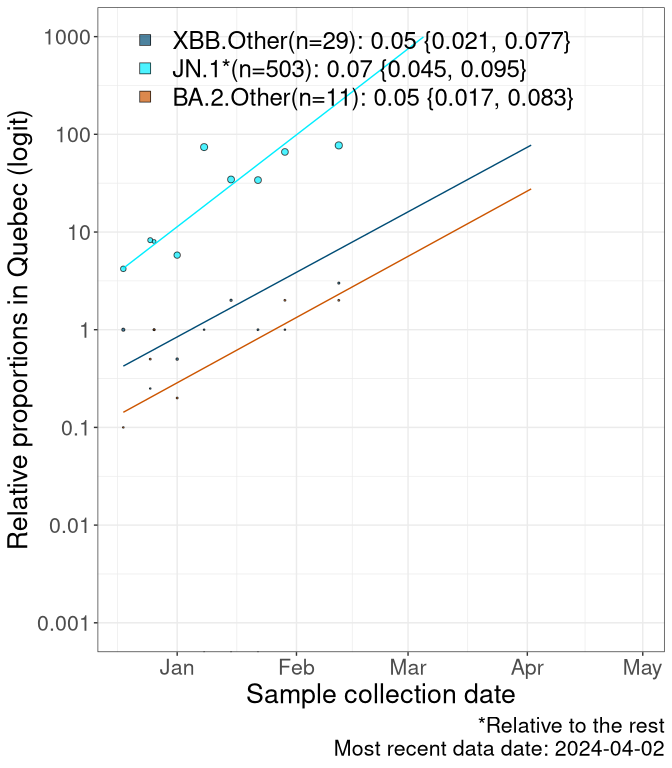 XBB.Other(n=29): 0.05 {0.021, 0.077}
JN.1*(n=503): 0.07 {0.045, 0.095}
BA.2.Other(n=11): 0.05 {0.017, 0.083}
Relative proportions in Quebec (logit)
1000
100
10
1
0.1
0.01
0.001
Jan Feb Mar Apr May
Sample collection date
*Relative to the rest
Most recent data date: 2024-04-02